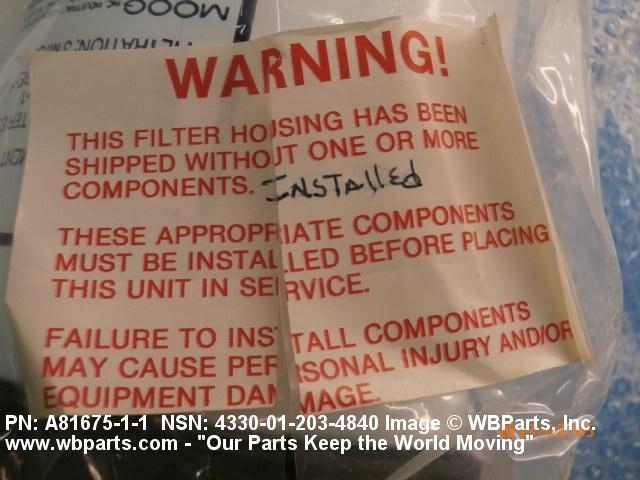 MOOG
FILTRATION:
WARNING!
THIS FILTER HOUSING HAS BEEN
SHIPPED WITHOUT ONE OR MORE
COMPONENTS. INSTAllED
THESE APPROPRIATE COMPONENTS
MUST BE INSTALLED BEFORE PLACING
THIS UNIT IN SERVICE.
FAILURE TO INSTALL COMPONENTS
MAY CAUSE PERSONAL INJURY AND/OR
EQUIPMENT DAMAGE.
PN: A81675-1-1 NSN: 4330-01-203-4840 Image © WBParts, Inc.
www.wbparts.com - "Our Parts Keep the World Moving"